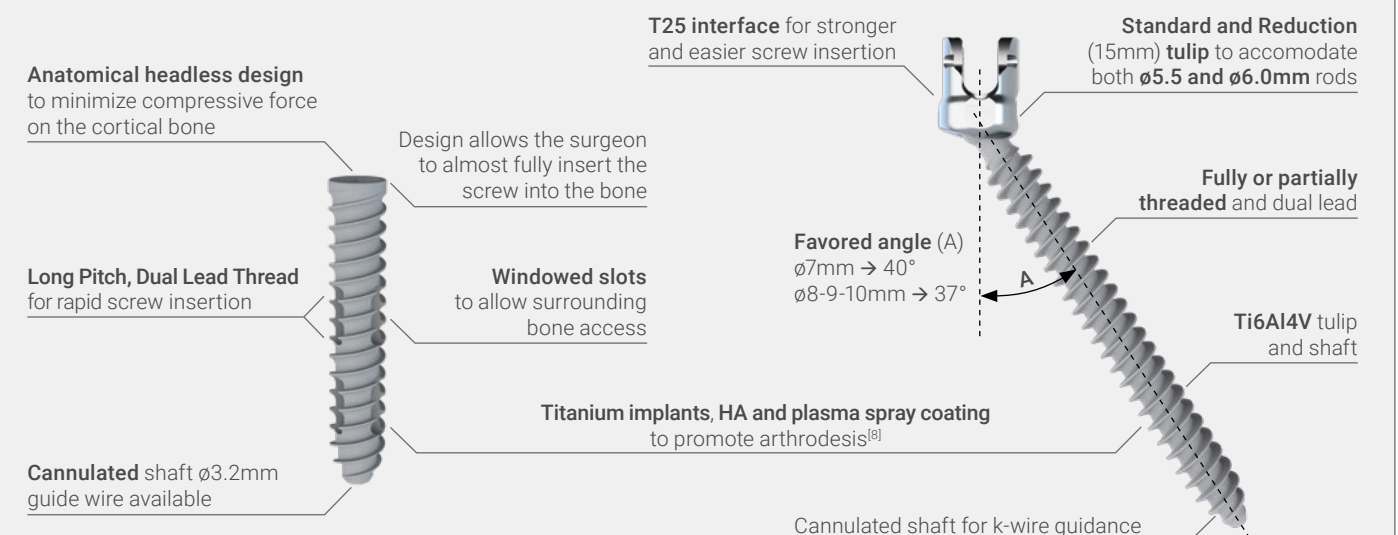 Anatomical headless design
to minimize compressive force
on the cortical bone
Design allows the surgeon
to almost fully insert the
screw into the bone
Long Pitch, Dual Lead Thread
for rapid screw insertion
Windowed slots
to allow surrounding
bone access
Cannulated shaft ø3.2mm
guide wire available
Titanium implants, HA and plasma spray coating
to promote arthrodesis[8]
T25 interface for stronger
and easier screw insertion
Standard and Reduction
(15mm) tulip to accomodate
both ø5.5 and ø6.0mm rods
Fully or partially
threaded and dual lead
Favored angle (A)
ø7mm → 40°
ø8-9-10mm → 37°
A
Ti6Al4V tulip
and shaft
Cannulated shaft for k-wire guidance